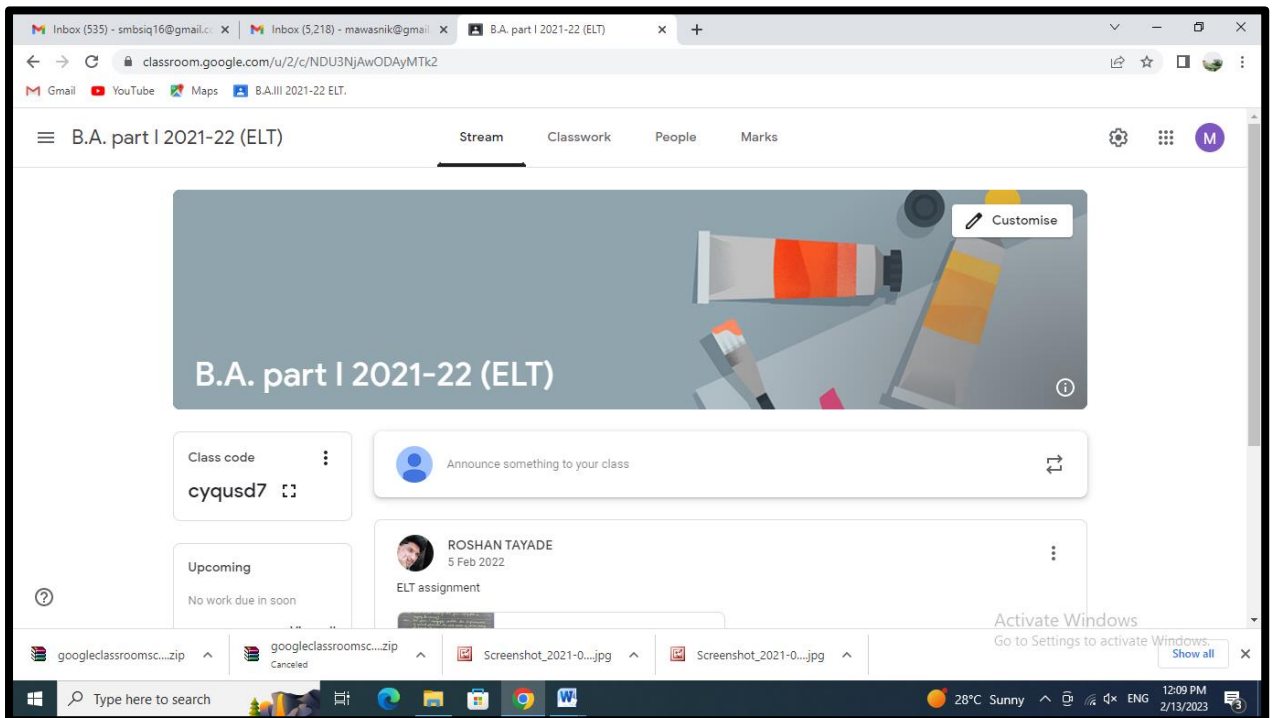 Inbox (535) - smbsiq16@gmail.c
Inbox (5,218) - mawasnik@gmail
B.A. part I 2021-22 (ELT)
classroom.google.com/u/2/c/NDU3NjAwODAyMTk2
Gmail YouTube Maps B.A.III 2021-22 ELT.
B.A. part I 2021-22 (ELT)
Stream Classwork People Marks
M
Customise
B.A. part I 2021-22 (ELT)
Class code
cyqusd7
Announce something to your class
ROSHAN TAYADE
5 Feb 2022
ELT assignment
Upcoming
No work due in soon
Activate Windows
Go to Settings to activate Windows.
googleclassroomsc....zip
googleclassroomsc....zip
Canceled
Screenshot_2021-0....jpg
Screenshot_2021-0....jpg
Show all
Type here to search
28°C Sunny
ENG
12:09 PM
2/13/2023
3